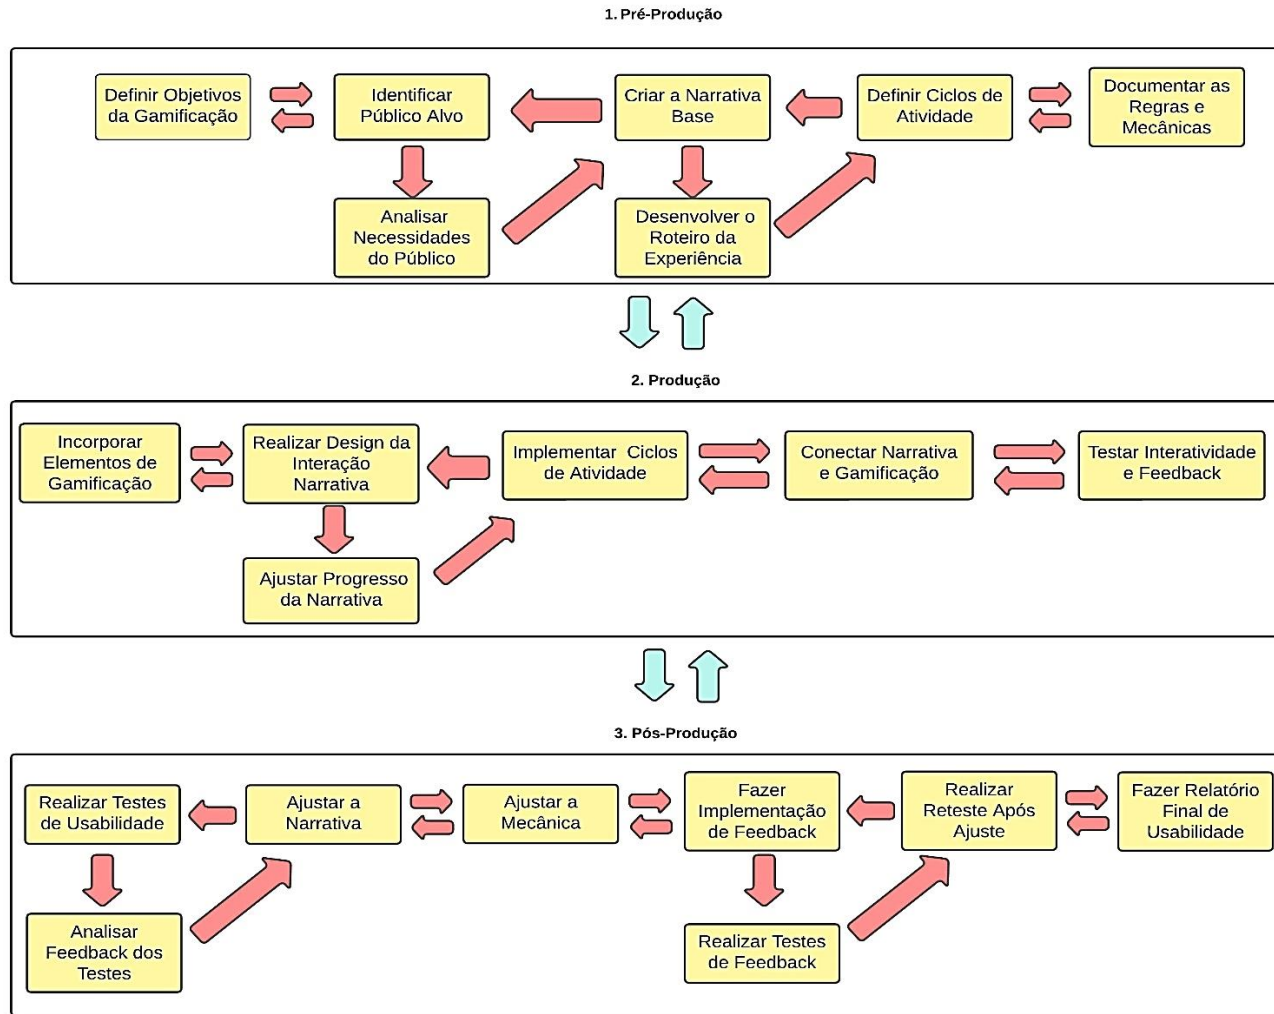 1. Pré-Produção
Definir Objetivos
da Gamificação
Identificar
Público Alvo
Criar a Narrativa
Base
Definir Ciclos de
Atividade
Documentar as
Regras e
Mecânicas
Analisar
Necessidades
do Público
Desenvolver o
Roteiro da
Experiência
2. Produção
Incorporar
Elementos de
Gamificação
Realizar Design da
Interação
Narrativa
Implementar Ciclos
de Atividade
Conectar Narrativa
e Gamificação
Testar Interatividade
e Feedback
Ajustar Progresso
da Narrativa
3. Pós-Produção
Realizar Testes
de Usabilidade
Ajustar a
Narrativa
Ajustar a
Mecânica
Fazer
Implementação
de Feedback
Realizar
Reteste Após
Ajuste
Fazer Relatório
Final de
Usabilidade
Analisar
Feedback dos
Testes
Realizar Testes
de Feedback